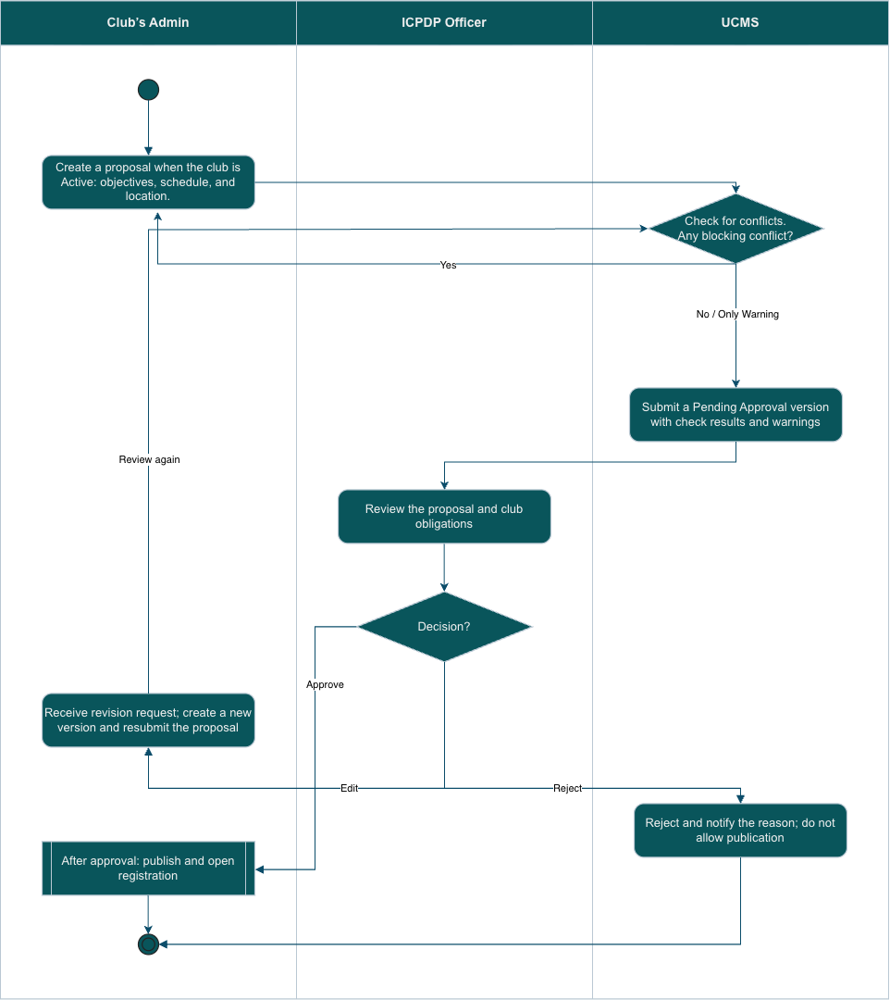 Club's Admin
ICPDP Officer
UCMS
Create a proposal when the club is
Active: objectives, schedule, and
location.
Check for conflicts.
Any blocking conflict?
Yes
No / Only Warning
Submit a Pending Approval version
with check results and warnings
Review again
Review the proposal and club
obligations
Decision?
Approve
Receive revision request; create a new
version and resubmit the proposal
Edit
Reject
Reject and notify the reason; do not
allow publication
After approval: publish and open
registration